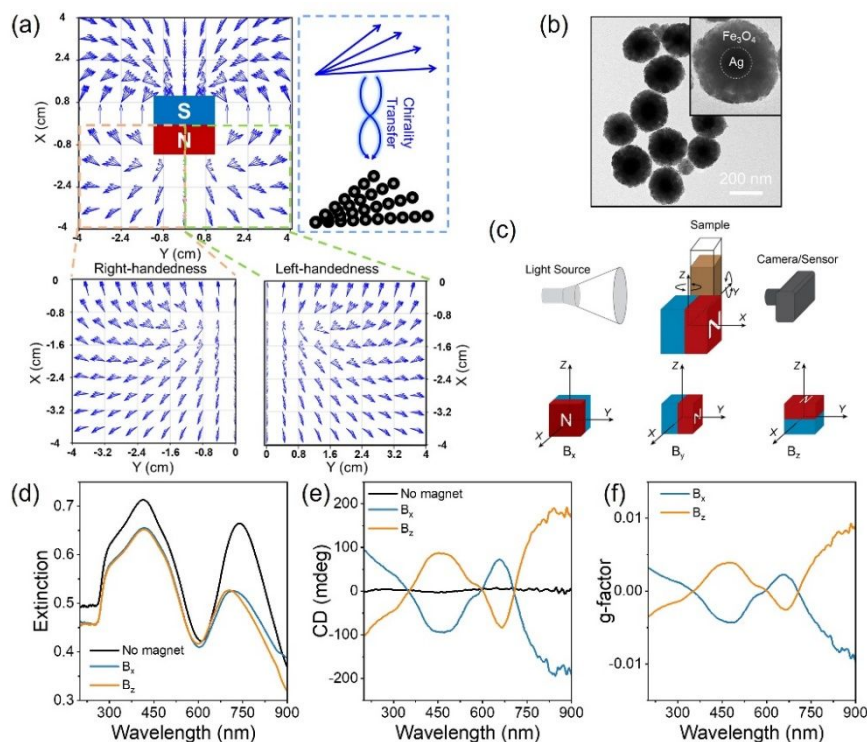 (a)
4
2.4
0.8
-0.8
-2.4
-4
X (cm)
S
N
-4 -2.4 -0.8 0.8 2.4 4
Y (cm)
Chirality
Transfer
Right-handedness
0
-0.8
-1.6
-2.4
-3.2
-4
X (cm)
-4 -3.2 -2.4 -1.6 -0.8 0
Y (cm)
Left-handedness
0
-0.8
-1.6
-2.4
-3.2
-4
X (cm)
0 0.8 1.6 2.4 3.2 4
Y (cm)
(b)
Fe₃O₄
Ag
200 nm
(c)
Sample
Light Source
Camera/Sensor
Z
Y
X
N
Z
N
Y
X
Bx
Z
N
Y
X
By
Z
N
Y
X
Bz
(d)
0.7
0.6
0.5
0.4
0.3
Extinction
No magnet
Bx
Bz
300 450 600 750 900
Wavelength (nm)
(e)
200
100
0
-100
-200
CD (mdeg)
No magnet
Bx
Bz
300 450 600 750 900
Wavelength (nm)
(f)
0.01
0.00
-0.01
g-factor
Bx
Bz
300 450 600 750 900
Wavelength (nm)